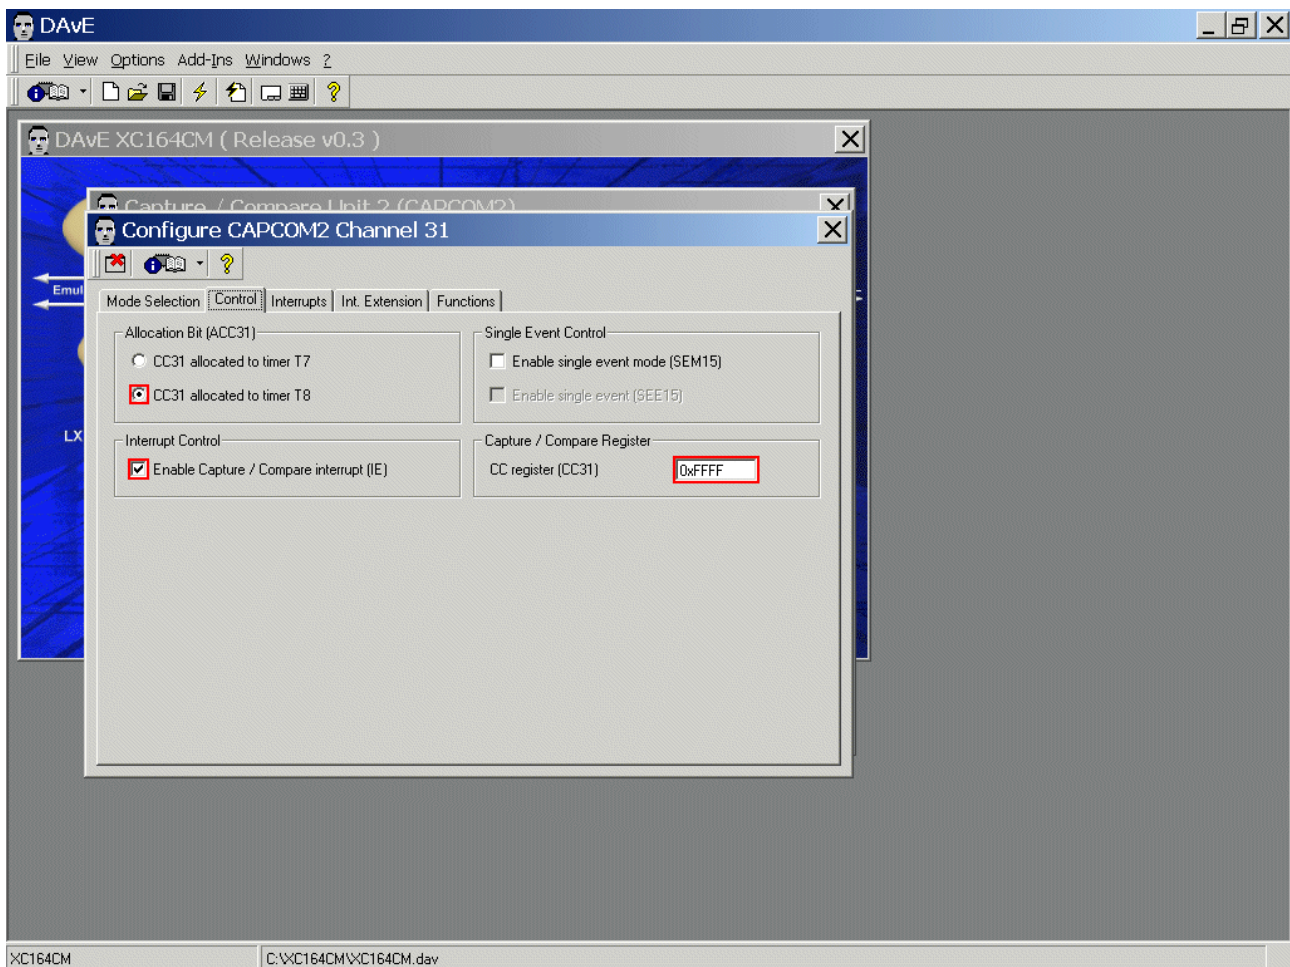 DAvE
File View Options Add-Ins Windows ?
DAvE XC164CM ( Release v0.3 )
Capture / Compare Unit 2 (CAPCOM2)
Configure CAPCOM2 Channel 31
Emul
Mode Selection Control Interrupts Int. Extension Functions
Allocation Bit (ACC31)
CC31 allocated to timer T7
CC31 allocated to timer T8
Single Event Control
Enable single event mode (SEM15)
Enable single event (SEE15)
LX
Interrupt Control
Enable Capture / Compare interrupt (IE)
Capture / Compare Register
CC register (CC31) 0xFFFF
XC164CM C:\XC164CM\XC164CM.dav